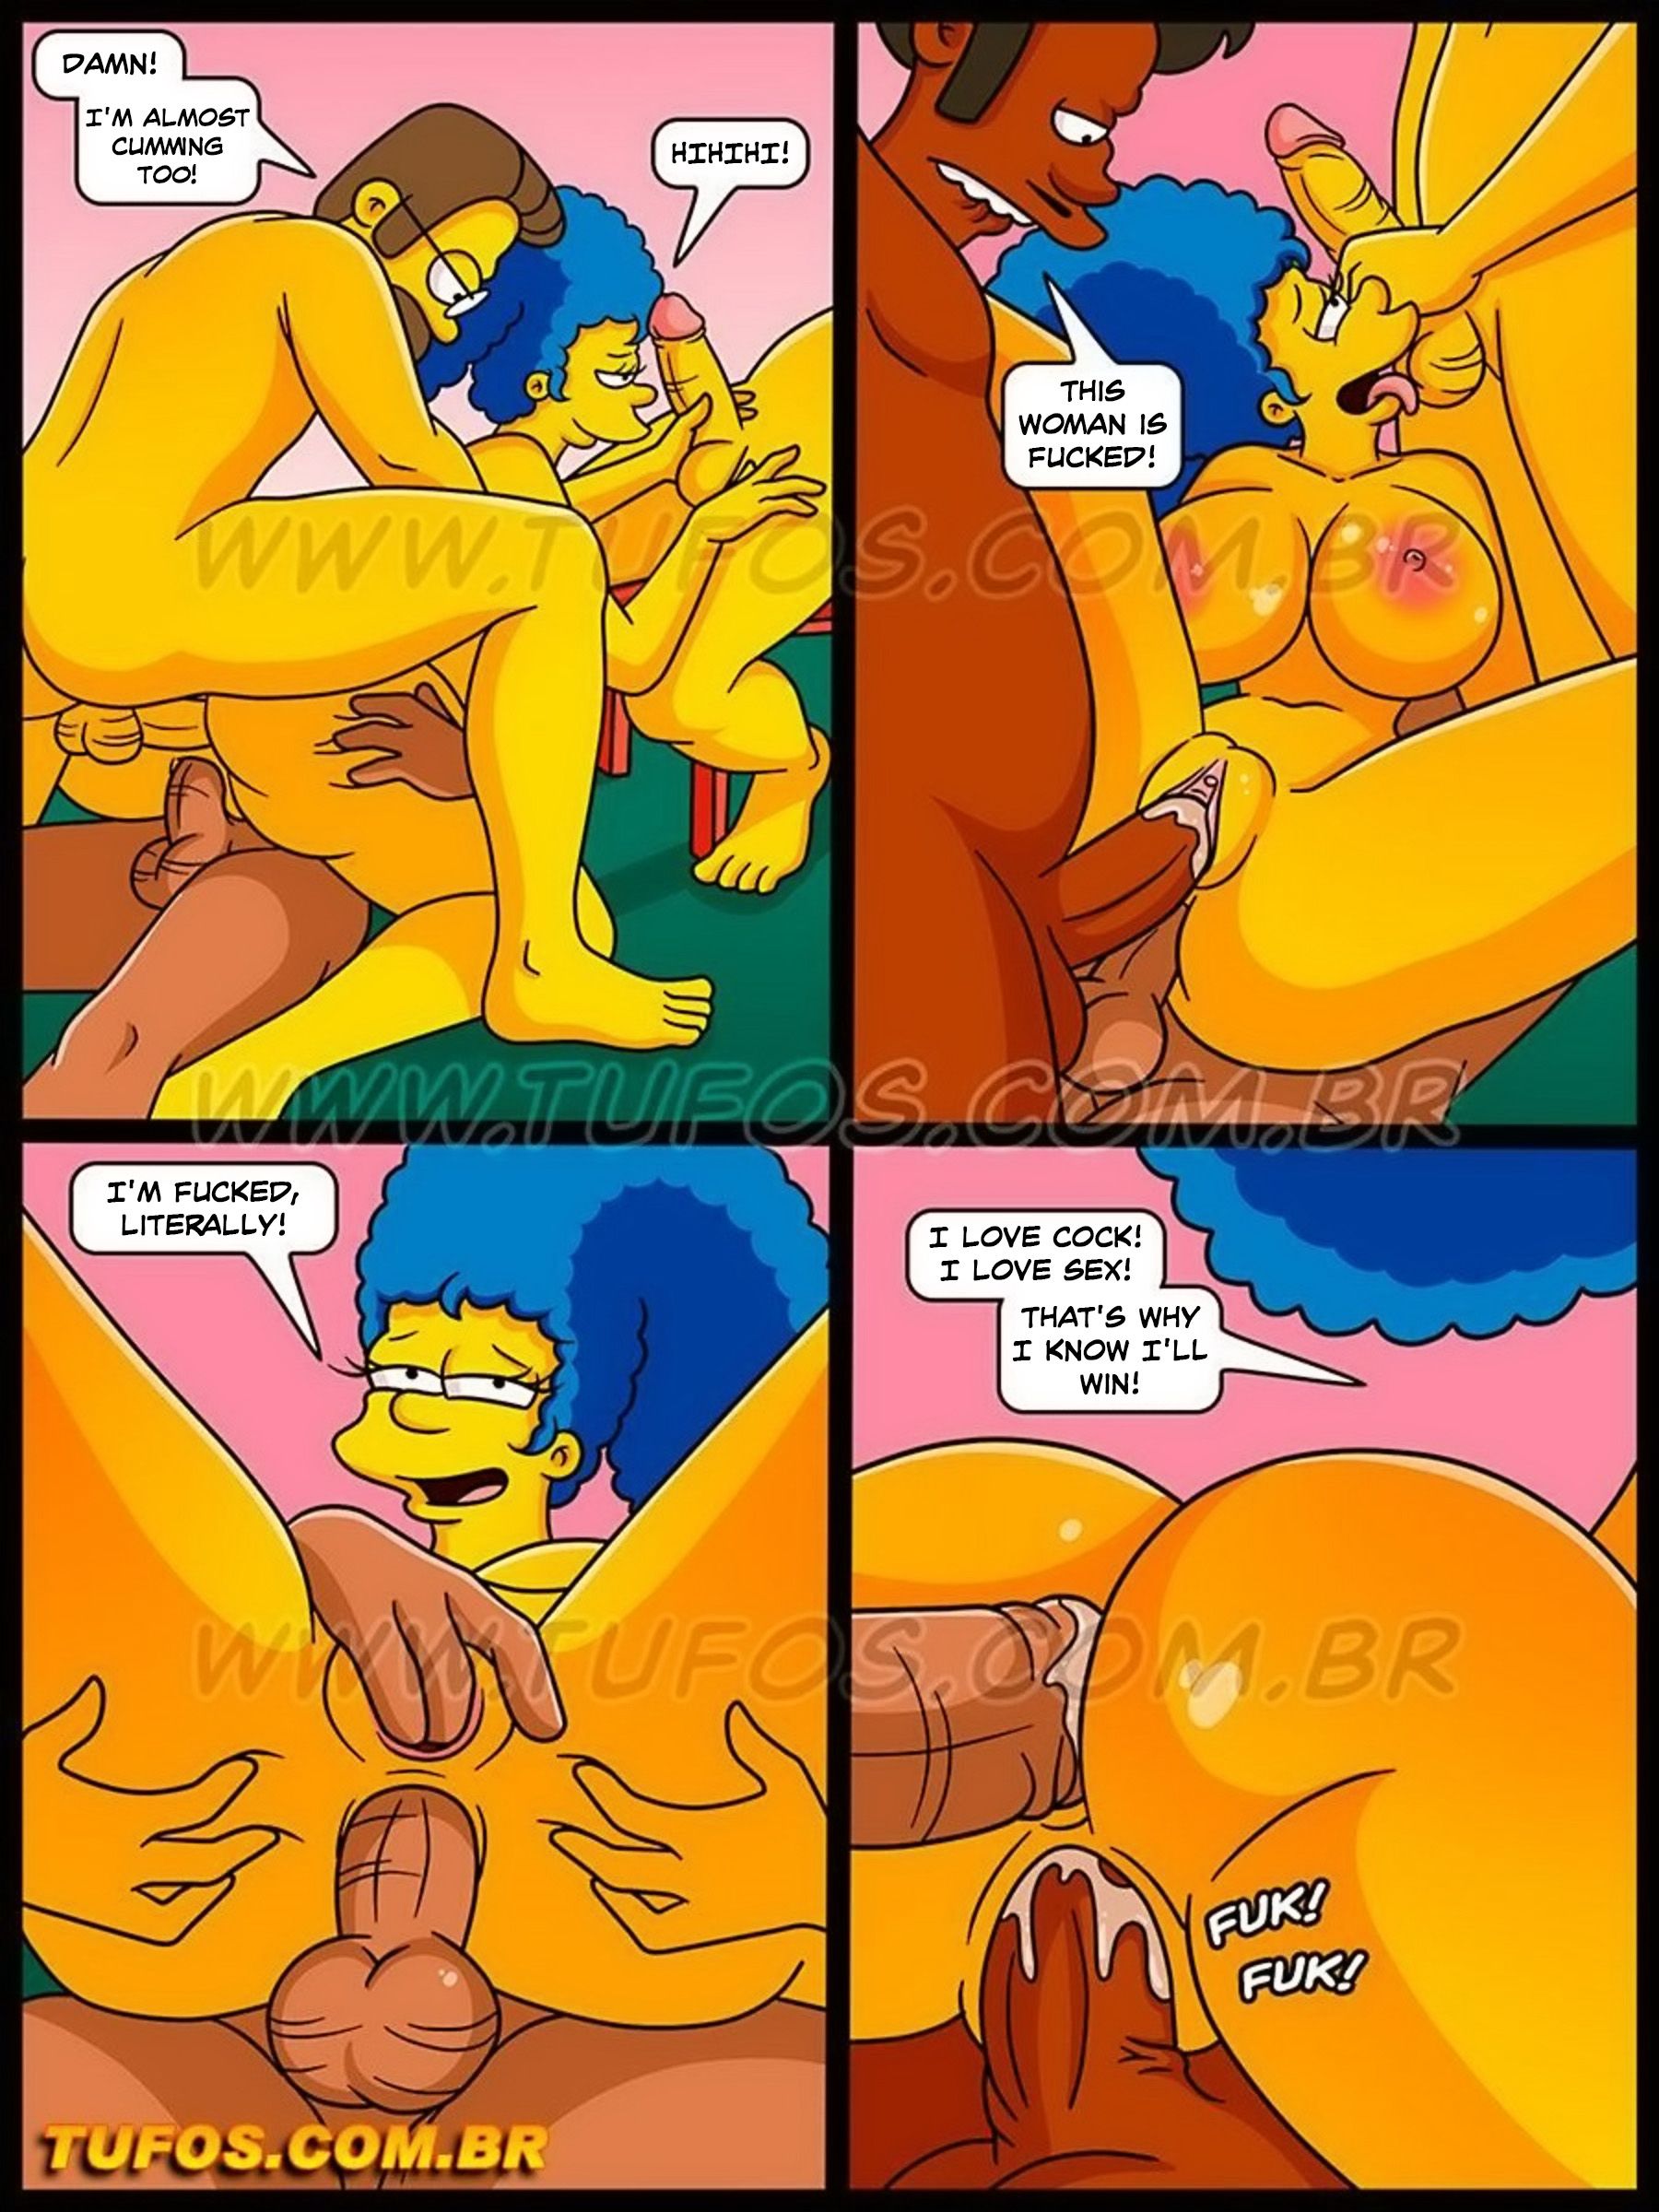 DAMN!
I'M ALMOST
CUMMING
TOO!
HIHIHI!
THIS
WOMAN IS
FUCKED!
WWW.TUFOS.COM.BR
WWW.TUFOS.COM.BR
I'M FUCKED,
LITERALLY!
I LOVE COCK!
I LOVE SEX!
THAT'S WHY
I KNOW I'LL
WIN!
WWW.TUFOS.COM.BR
FUK!
FUK!
TUFOS.COM.BR